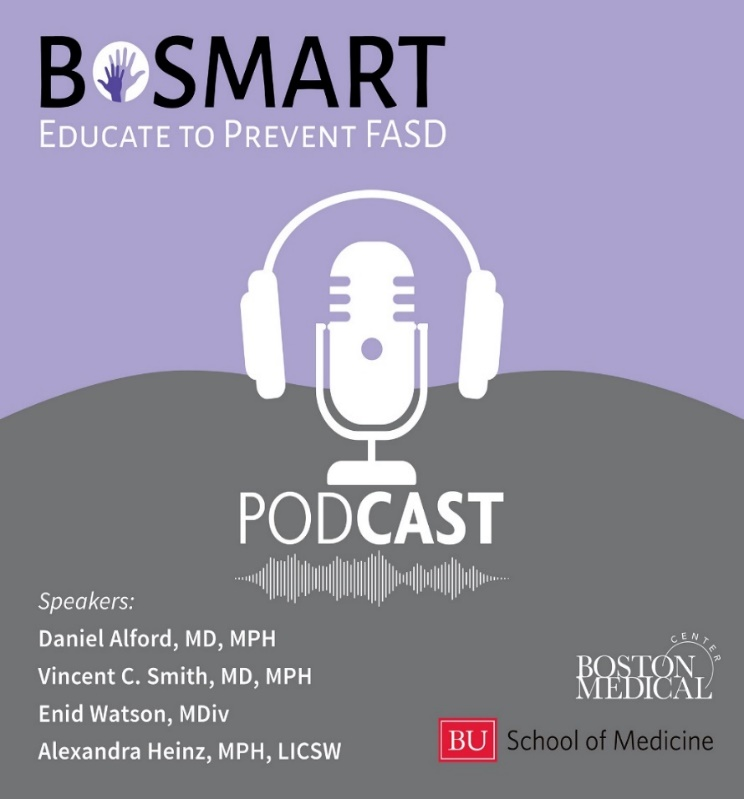 BOSMART
EDUCATE TO PREVENT FASD
PODCAST
Speakers:
Daniel Alford, MD, MPH
Vincent C. Smith, MD, MPH
Enid Watson, MDiv
Alexandra Heinz, MPH, LICSW
BOSTON
MEDICAL
CENTER
BU School of Medicine